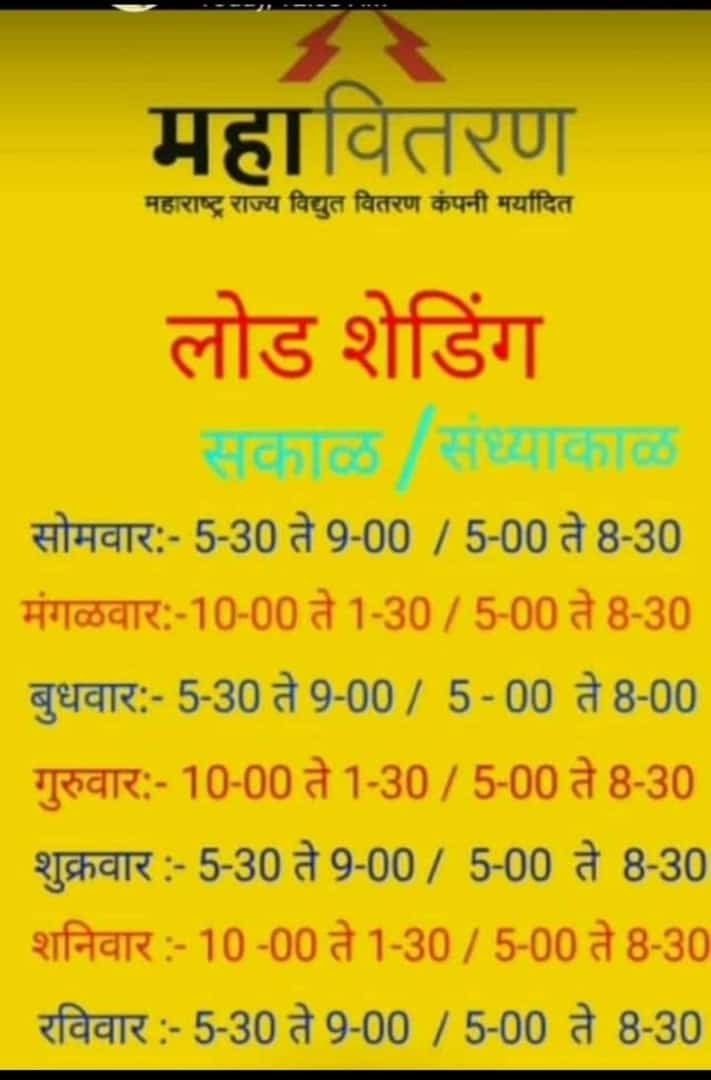 महावितरण
महाराष्ट्र राज्य विद्युत वितरण कंपनी मर्यादित
लोड शेडिंग
सकाळ / संध्याकाळ
सोमवार:- 5-30 ते 9-00 / 5-00 ते 8-30
मंगळवार:-10-00 ते 1-30 / 5-00 ते 8-30
बुधवार:- 5-30 ते 9-00 / 5 - 00 ते 8-00
गुरुवार:- 10-00 ते 1-30 / 5-00 ते 8-30
शुक्रवार :- 5-30 ते 9-00 / 5-00 ते 8-30
शनिवार :- 10 -00 ते 1-30 / 5-00 ते 8-30
रविवार :- 5-30 ते 9-00 / 5-00 ते 8-30